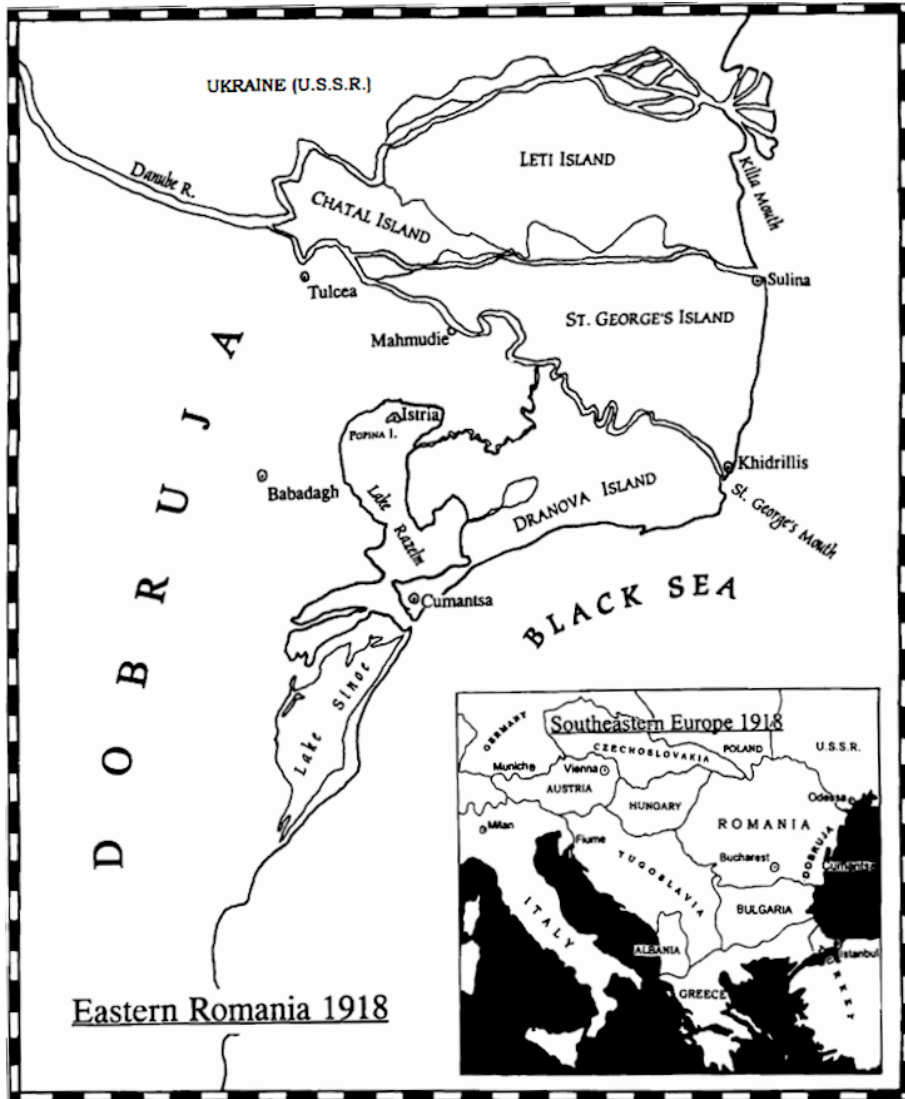 UKRAINE (U.S.S.R.)
LETI ISLAND
Danube R.
CHATAL ISLAND
Kilia Mouth
Tulcea
Sulina
ST. GEORGE'S ISLAND
Mahmudie
Istria
POPINA I.
Khidrillis
Babadagh
Lake Razelm
DRANOVA ISLAND
St. George's Mouth
DOBRUJA
Cumantsa
BLACK SEA
Lake Sinoe
Eastern Romania 1918
Southeastern Europe 1918
GERMANY
CZECHOSLOVAKIA
POLAND
U.S.S.R.
Munich
Vienna
AUSTRIA
HUNGARY
Odessa
ROMANIA
Milan
Fiume
DOBRUJA
Bucharest
Cumantsa
YUGOSLAVIA
ITALY
BULGARIA
ALBANIA
Istanbul
GREECE